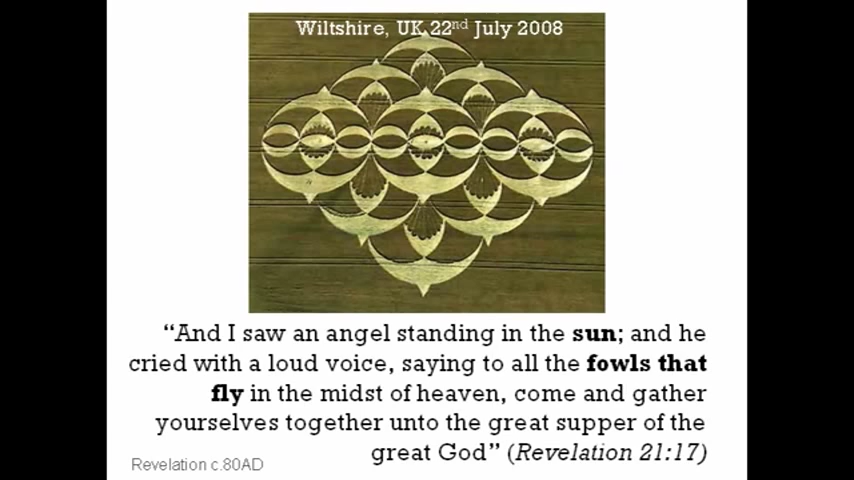 Wiltshire, UK 22nd July 2008
“And I saw an angel standing in the sun; and he
cried with a loud voice, saying to all the fowls that
fly in the midst of heaven, come and gather
yourselves together unto the great supper of the
great God” (Revelation 21:17)
Revelation c.80AD